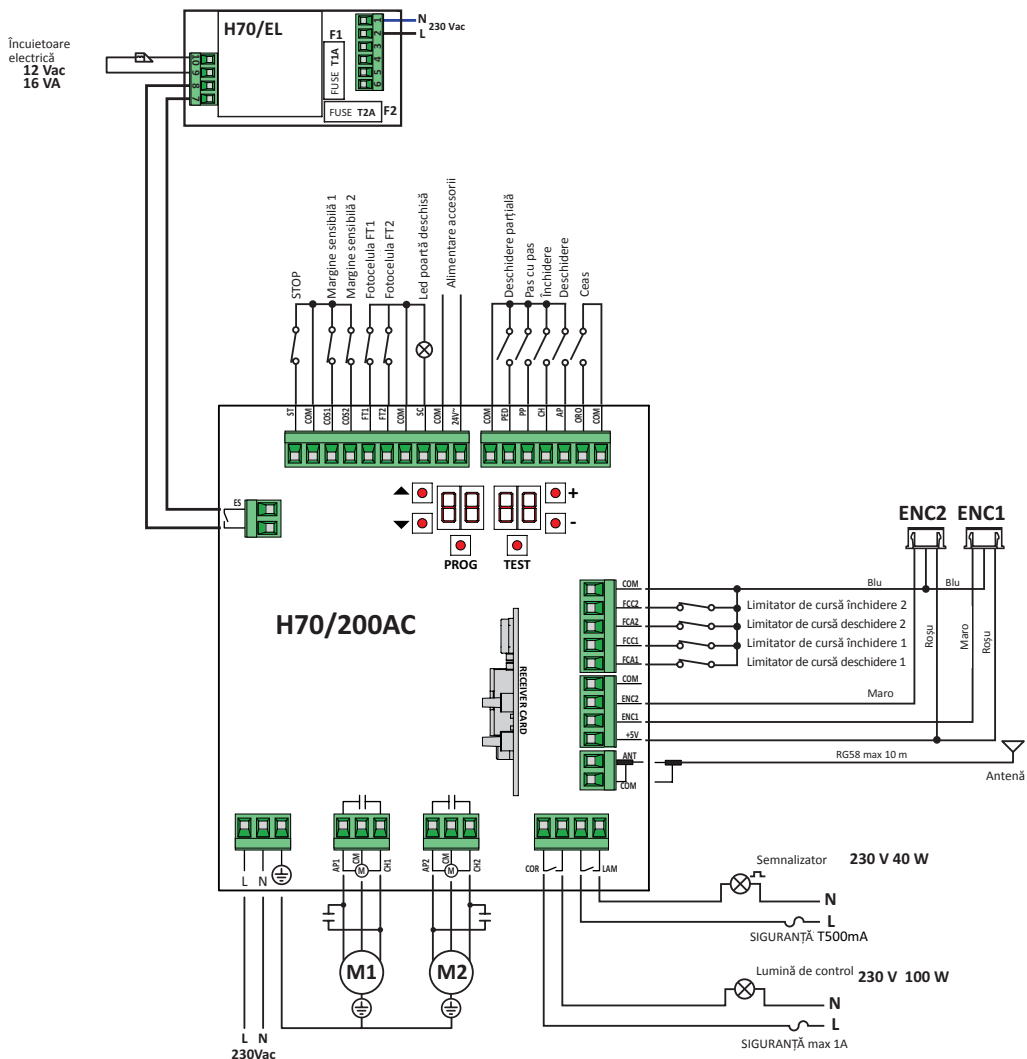 H70/EL
F1
FUSE T1A
FUSE T2A
F2
1
2
3
4
5
6
N
L
230 Vac
Încuietoare
electrică
12 Vac
16 VA
10
9
8
7
STOP
Margine sensibilă 1
Margine sensibilă 2
Fotocelula FT1
Fotocelula FT2
Led poartă deschisă
Alimentare accesorii
Deschidere parțială
Pas cu pas
Închidere
Deschidere
Ceas
ST
COM
COS1
COS2
FT1
FT2
COM
SC
COM
24V~
COM
PED
PP
CH
AP
ORO
COM
ES
+
-
PROG
TEST
H70/200AC
RECEIVER CARD
ENC2
ENC1
COM
FCC2
FCA2
FCC1
FCA1
COM
ENC2
ENC1
+5V
ANT
COM
Blu
Blu
Limitator de cursă închidere 2
Limitator de cursă deschidere 2
Limitator de cursă închidere 1
Limitator de cursă deschidere 1
Roșu
Maro
Roșu
Maro
RG58 max 10 m
Antenă
L
N
AP1
CM
M
CH1
AP2
CM
M
CH2
COR
LAM
M1
M2
L N
230Vac
Semnalizator
230 V 40 W
N
L
SIGURANȚĂ T500mA
Lumină de control
230 V 100 W
N
L
SIGURANȚĂ max 1A